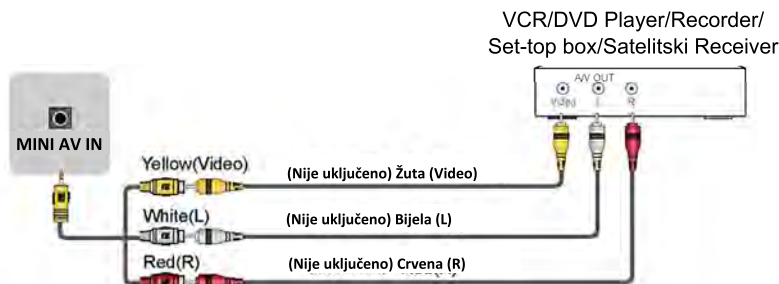 VCR/DVD Player/Recorder/
Set-top box/Satelitski Receiver
A/V OUT
Video L R
MINI AV IN
Yellow(Video)
(Nije uključeno) Žuta (Video)
White(L)
(Nije uključeno) Bijela (L)
Red(R)
(Nije uključeno) Crvena (R)